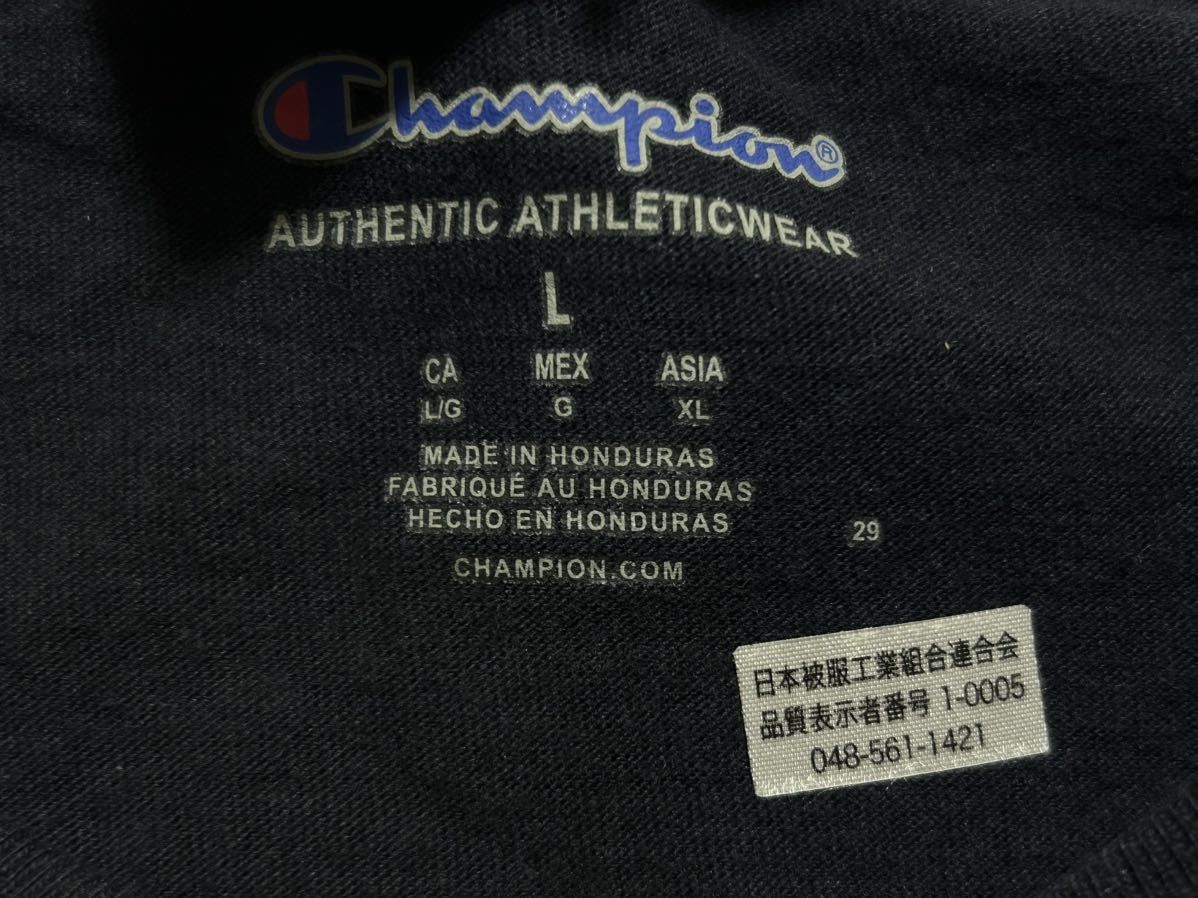 Champion®
AUTHENTIC ATHLETICWEAR
L
CA MEX ASIA
L/G G XL
MADE IN HONDURAS
FABRIQUÉ AU HONDURAS
HECHO EN HONDURAS
29
CHAMPION.COM
日本被服工業組合連合会
品質表示者番号 1-0005
048-561-1421